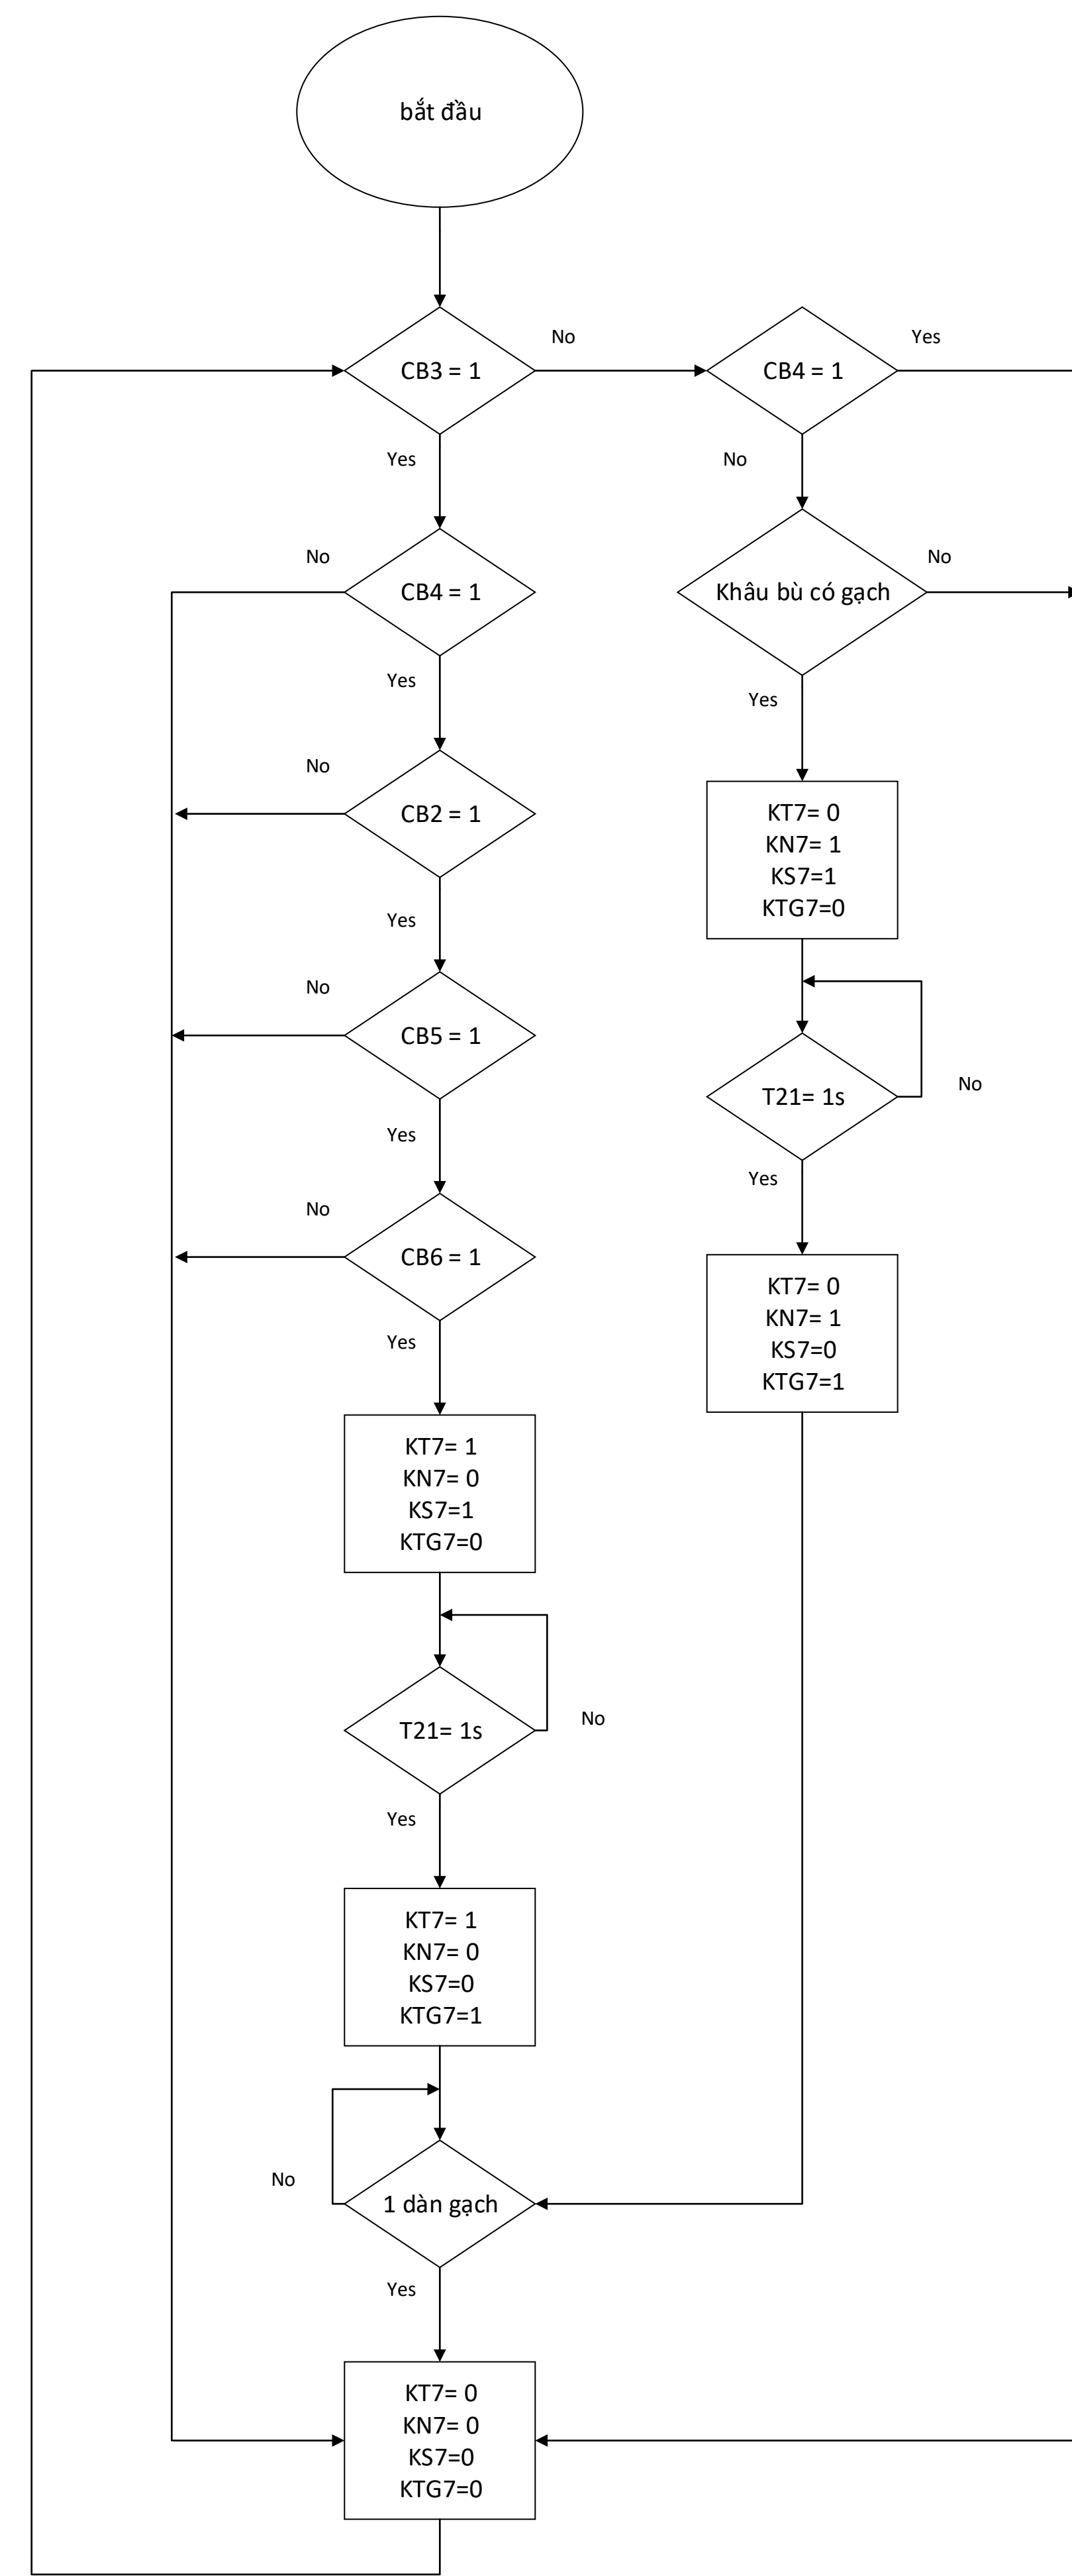 bắt đầu
CB3 = 1
No
CB4 = 1
Yes
Yes
No
No
CB4 = 1
Khâu bù có gạch
No
Yes
Yes
No
CB2 = 1
KT7= 0
KN7= 1
KS7=1
KTG7=0
Yes
No
CB5 = 1
T21= 1s
No
Yes
Yes
No
CB6 = 1
KT7= 0
KN7= 1
KS7=0
KTG7=1
Yes
KT7= 1
KN7= 0
KS7=1
KTG7=0
T21= 1s
No
Yes
KT7= 1
KN7= 0
KS7=0
KTG7=1
No
1 dàn gạch
Yes
KT7= 0
KN7= 0
KS7=0
KTG7=0